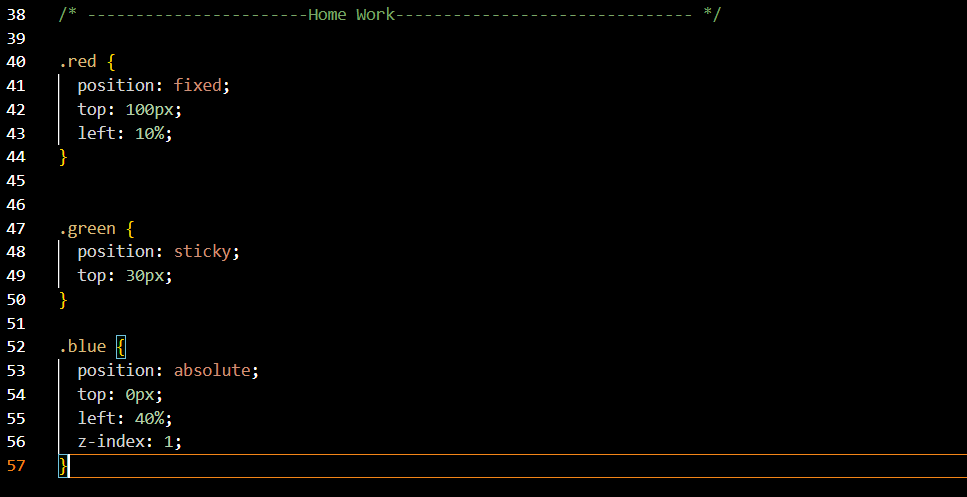 38 /* -----------------------Home Work------------------------------- */
39
40 .red {
41 position: fixed;
42 top: 100px;
43 left: 10%;
44 }
45
46
47 .green {
48 position: sticky;
49 top: 30px;
50 }
51
52 .blue {
53 position: absolute;
54 top: 0px;
55 left: 40%;
56 z-index: 1;
57 }